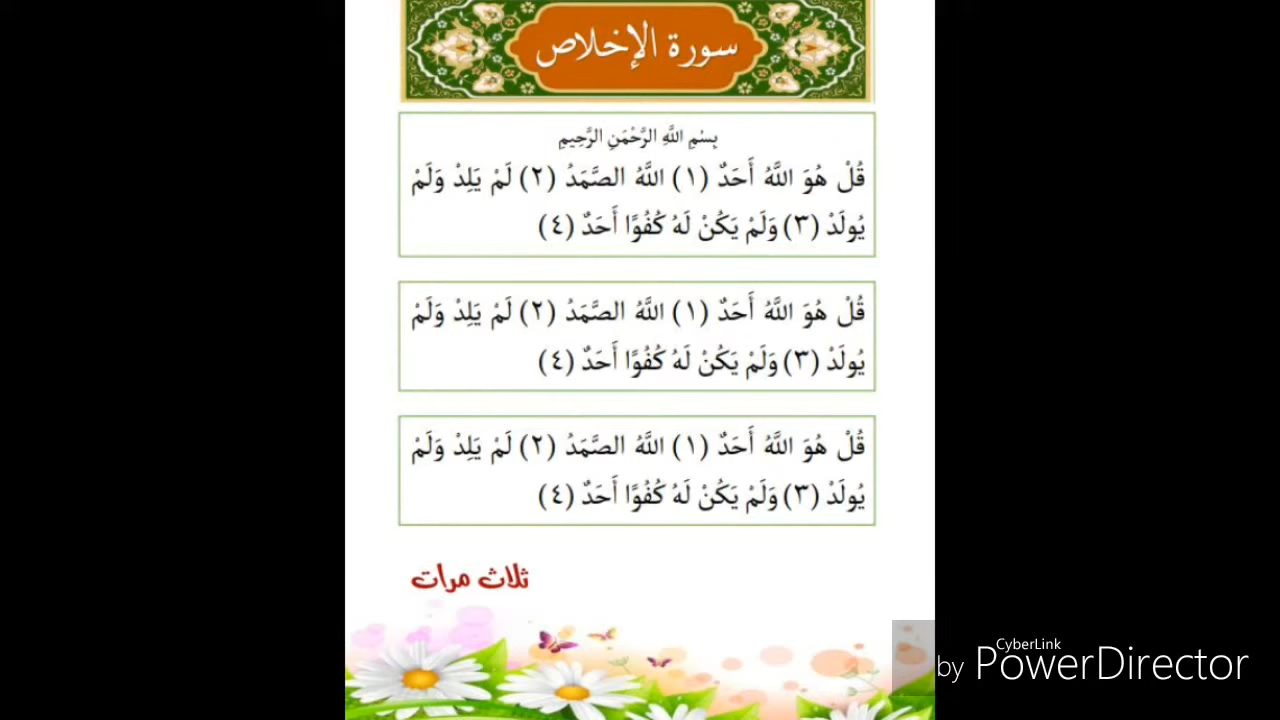 سورة الإخلاص
بِسْمِ اللَّهِ الرَّحْمَنِ الرَّحِيمِ
قُلْ هُوَ اللَّهُ أَحَدٌ (١) اللَّهُ الصَّمَدُ (٢) لَمْ يَلِدْ وَلَمْ
يُولَدْ (٣) وَلَمْ يَكُنْ لَهُ كُفُوًا أَحَدٌ (٤)
قُلْ هُوَ اللَّهُ أَحَدٌ (١) اللَّهُ الصَّمَدُ (٢) لَمْ يَلِدْ وَلَمْ
يُولَدْ (٣) وَلَمْ يَكُنْ لَهُ كُفُوًا أَحَدٌ (٤)
قُلْ هُوَ اللَّهُ أَحَدٌ (١) اللَّهُ الصَّمَدُ (٢) لَمْ يَلِدْ وَلَمْ
يُولَدْ (٣) وَلَمْ يَكُنْ لَهُ كُفُوًا أَحَدٌ (٤)
ثلاث مرات
CyberLink
by PowerDirector